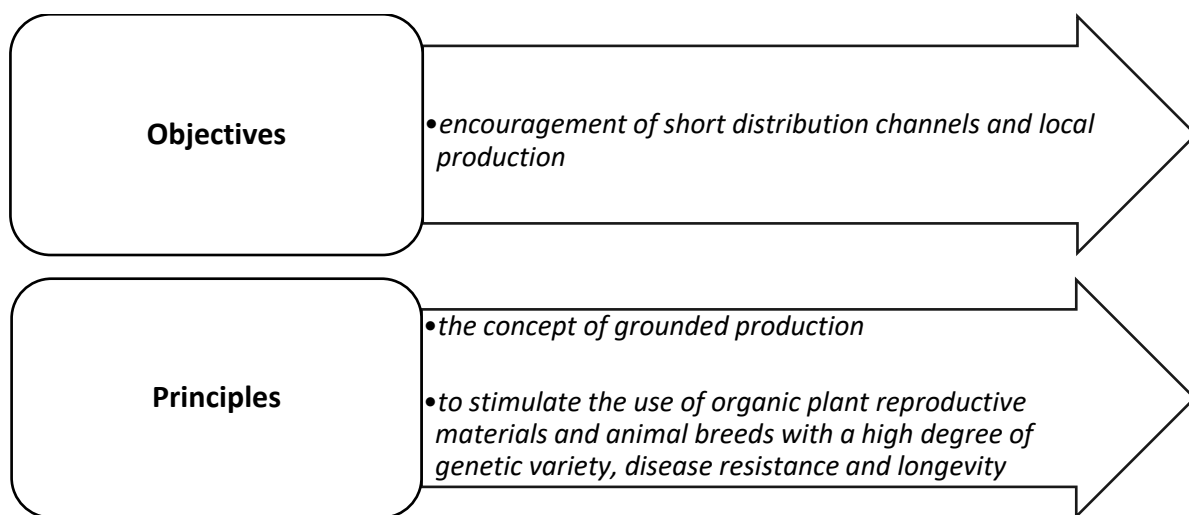 Objectives
•encouragement of short distribution channels and local
production
Principles
•the concept of grounded production
•to stimulate the use of organic plant reproductive
materials and animal breeds with a high degree of
genetic variety, disease resistance and longevity